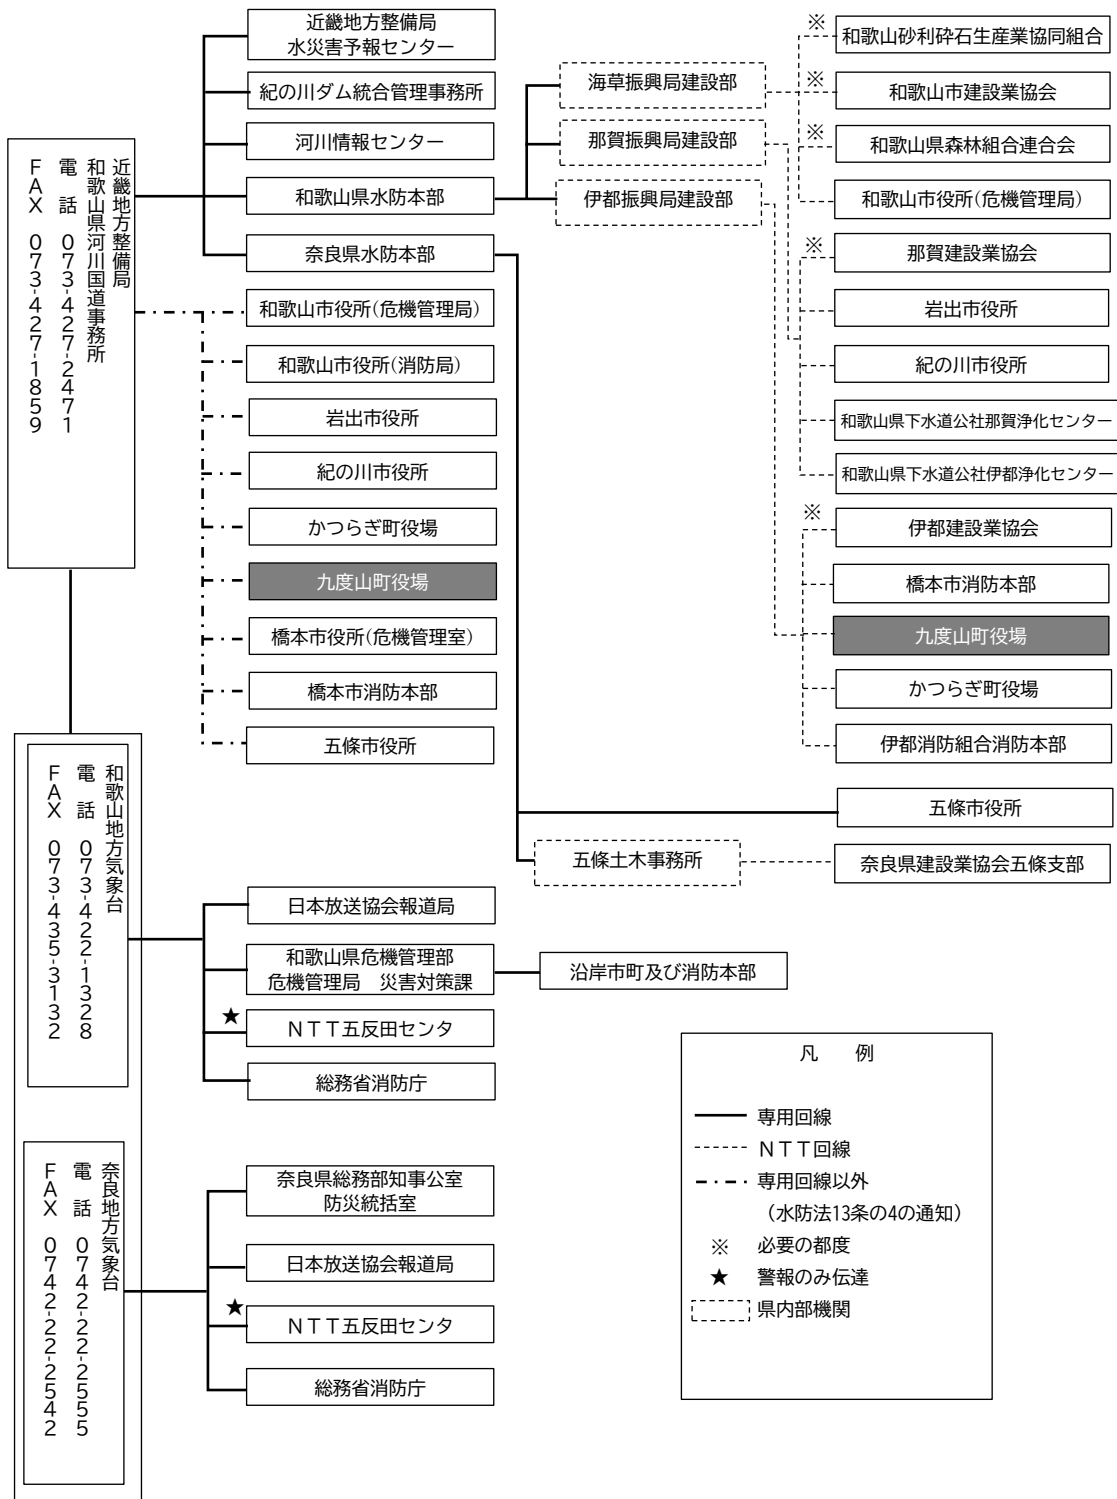 近畿地方整備局
和歌山県河川国道事務所
電 話 073-427-2471
FAX 073-427-1859
近畿地方整備局
水災害予報センター
紀の川ダム統合管理事務所
河川情報センター
和歌山県水防本部
奈良県水防本部
和歌山市役所(危機管理局)
和歌山市役所(消防局)
岩出市役所
紀の川市役所
かつらぎ町役場
九度山町役場
橋本市役所(危機管理室)
橋本市消防本部
五條市役所
海草振興局建設部
那賀振興局建設部
伊都振興局建設部
※
和歌山砂利砕石生産業協同組合
※
和歌山市建設業協会
※
和歌山県森林組合連合会
和歌山市役所(危機管理局)
※
那賀建設業協会
岩出市役所
紀の川市役所
和歌山県下水道公社那賀浄化センター
和歌山県下水道公社伊都浄化センター
※
伊都建設業協会
橋本市消防本部
九度山町役場
かつらぎ町役場
伊都消防組合消防本部
五條市役所
五條土木事務所
奈良県建設業協会五條支部
和歌山地方気象台
電 話 073-422-1328
FAX 073-435-3132
日本放送協会報道局
和歌山県危機管理部
危機管理局 災害対策課
沿岸市町及び消防本部
★
NTT五反田センタ
総務省消防庁
奈良地方気象台
電 話 0742-22-2555
FAX 0742-22-2542
奈良県総務部知事公室
防災統括室
日本放送協会報道局
★
NTT五反田センタ
総務省消防庁
凡 例
専用回線
NTT回線
専用回線以外
(水防法13条の4の通知)
※ 必要の都度
★ 警報のみ伝達
県内部機関